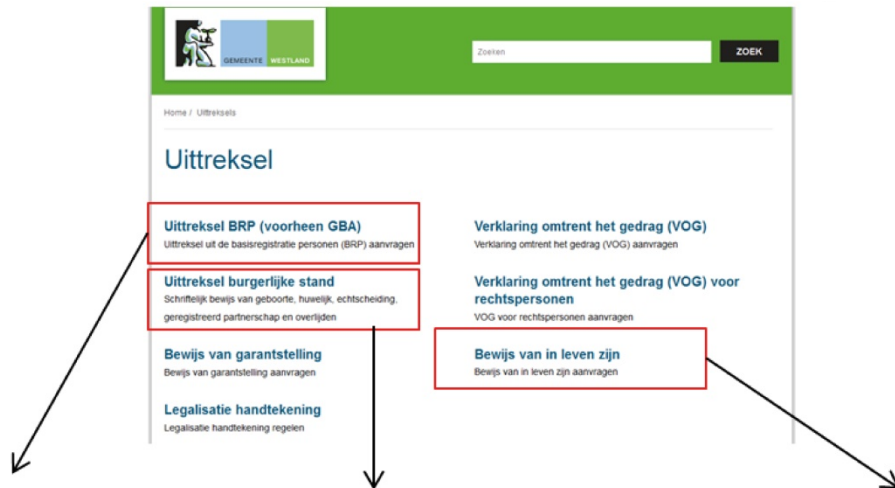 GEMEENTE WESTLAND
Zoeken
ZOEK
Home / Uittreksels
Uittreksel
Uittreksel BRP (voorheen GBA)
Uittreksel uit de basisregistratie personen (BRP) aanvragen
Uittreksel burgerlijke stand
Schriftelijk bewijs van geboorte, huwelijk, echtscheiding,
geregistreerd partnerschap en overlijden
Bewijs van garantstelling
Bewijs van garantstelling aanvragen
Legalisatie handtekening
Legalisatie handtekening regelen
Verklaring omtrent het gedrag (VOG)
Verklaring omtrent het gedrag (VOG) aanvragen
Verklaring omtrent het gedrag (VOG) voor
rechtspersonen
VOG voor rechtspersonen aanvragen
Bewijs van in leven zijn
Bewijs van in leven zijn aanvragen